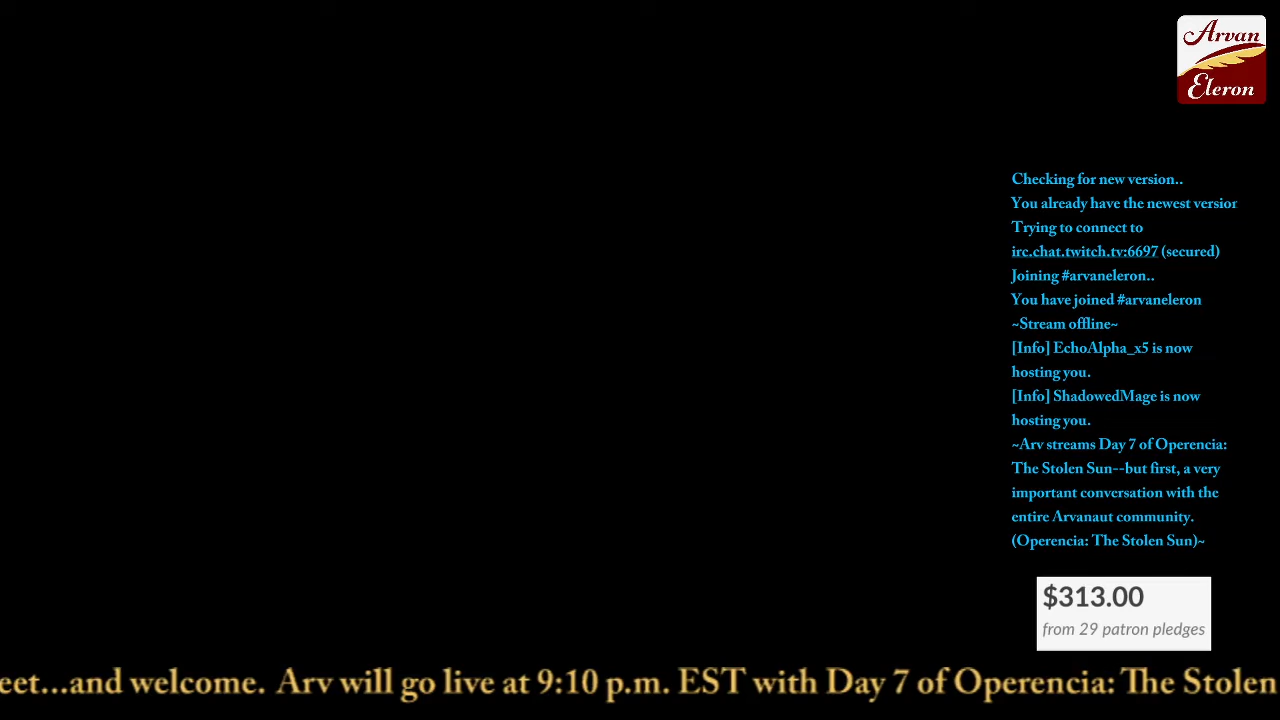 Arvan
Eleron
Checking for new version..
You already have the newest version
Trying to connect to
irc.chat.twitch.tv:6697 (secured)
Joining #arvaneleron..
You have joined #arvaneleron
~Stream offline~
[Info] EchoAlpha_x5 is now
hosting you.
[Info] ShadowedMage is now
hosting you.
~Arv streams Day 7 of Operencia:
The Stolen Sun--but first, a very
important conversation with the
entire Arvanaut community.
(Operencia: The Stolen Sun)~
$313.00
from 29 patron pledges
eet...and welcome. Arv will go live at 9:10 p.m. EST with Day 7 of Operencia: The Stolen